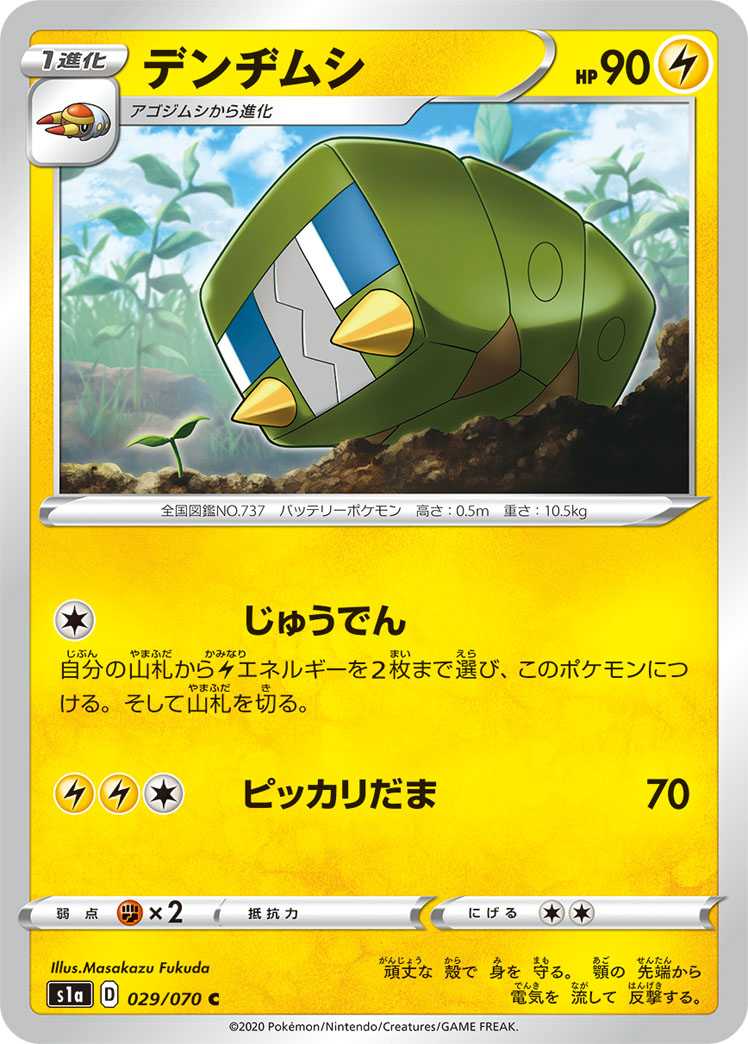 1進化 デンヂムシ HP90
アゴジムシから進化
全国図鑑NO.737 バッテリーポケモン 高さ:0.5m 重さ:10.5kg
じゅうでん
自分の山札からエネルギーを2枚まで選び、このポケモンにつ
ける。そして山札を切る。
ピッカリだま 70
弱点 ×2 抵抗力 にげる
Illus.Masakazu Fukuda
頑丈な 殻で 身を 守る。顎の 先端から
電気を 流して 反撃する。
s1a D 029/070 C
©2020 Pokémon/Nintendo/Creatures/GAME FREAK.